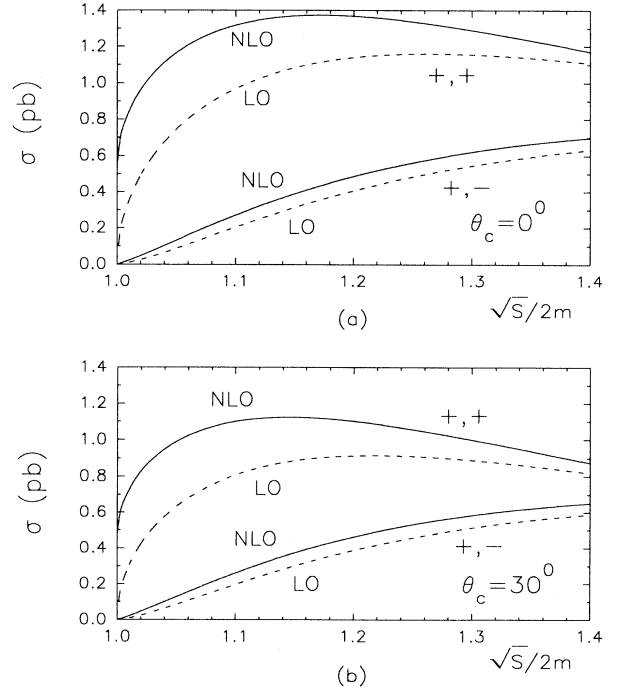 1.4
1.2
1.0
0.8
0.6
0.4
0.2
0.0
σ (pb)
NLO
LO
+,+
NLO
LO
+,−
θc=0⁰
1.0 1.1 1.2 1.3 1.4
(a)
√S/2m
1.4
1.2
1.0
0.8
0.6
0.4
0.2
0.0
σ (pb)
NLO
+,+
LO
NLO
+,−
LO
θc=30⁰
1.0 1.1 1.2 1.3 1.4
(b)
√S/2m